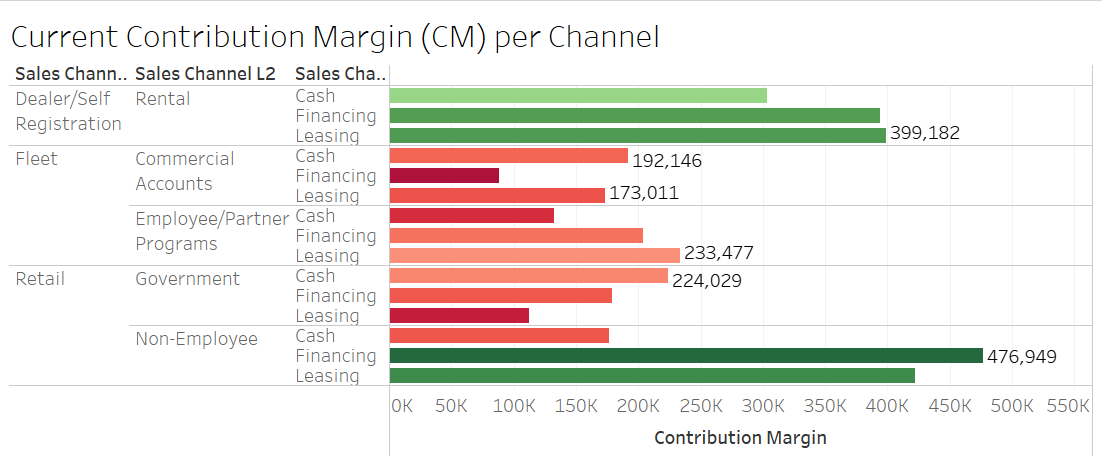 Current Contribution Margin (CM) per Channel
Sales Chann.. Sales Channel L2 Sales Cha..
Dealer/Self Rental Cash
Registration Financing
Leasing 399,182
Fleet Commercial Cash 192,146
Accounts Financing
Leasing 173,011
Employee/Partner Cash
Programs Financing
Leasing 233,477
Retail Government Cash 224,029
Financing
Leasing
Non-Employee Cash
Financing 476,949
Leasing
0K 50K 100K 150K 200K 250K 300K 350K 400K 450K 500K 550K
Contribution Margin